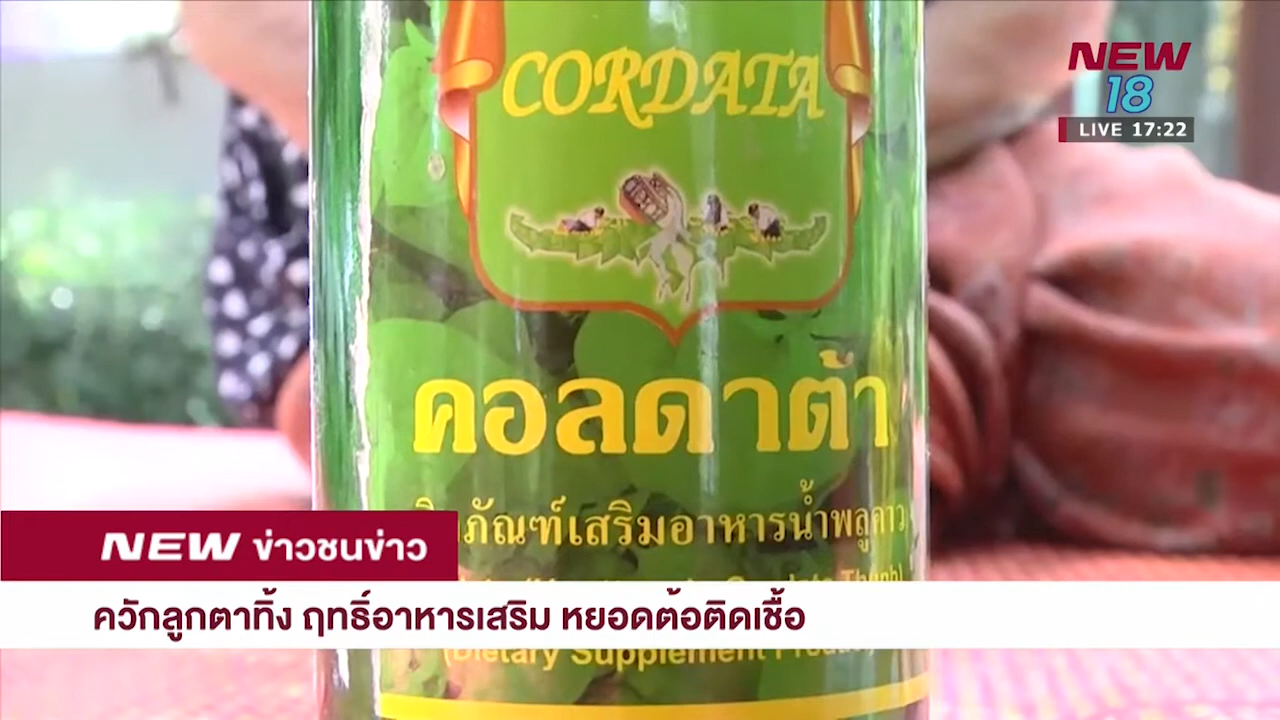 CORDATA
NEW
18
LIVE 17:22
คอลดาต้า
เสริมอาหารน้ำพลูคาว
NEW ข่าวชนข่าว
ควักลูกตาทิ้ง ฤทธิ์อาหารเสริม หยอดต้อติดเชื้อ
(Dietary Supplement Product)